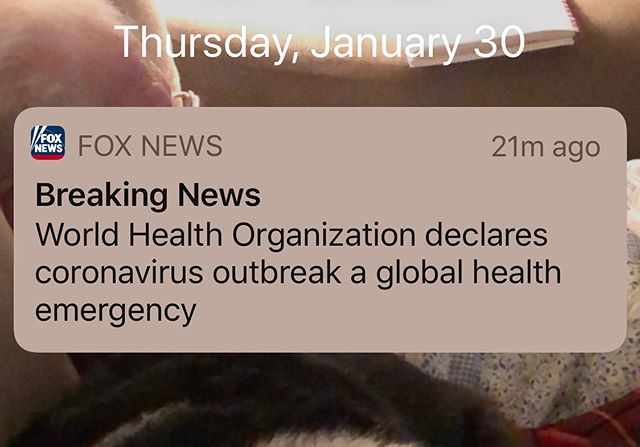 Thursday, January 30
FOX
NEWS
FOX NEWS
21m ago
Breaking News
World Health Organization declares
coronavirus outbreak a global health
emergency